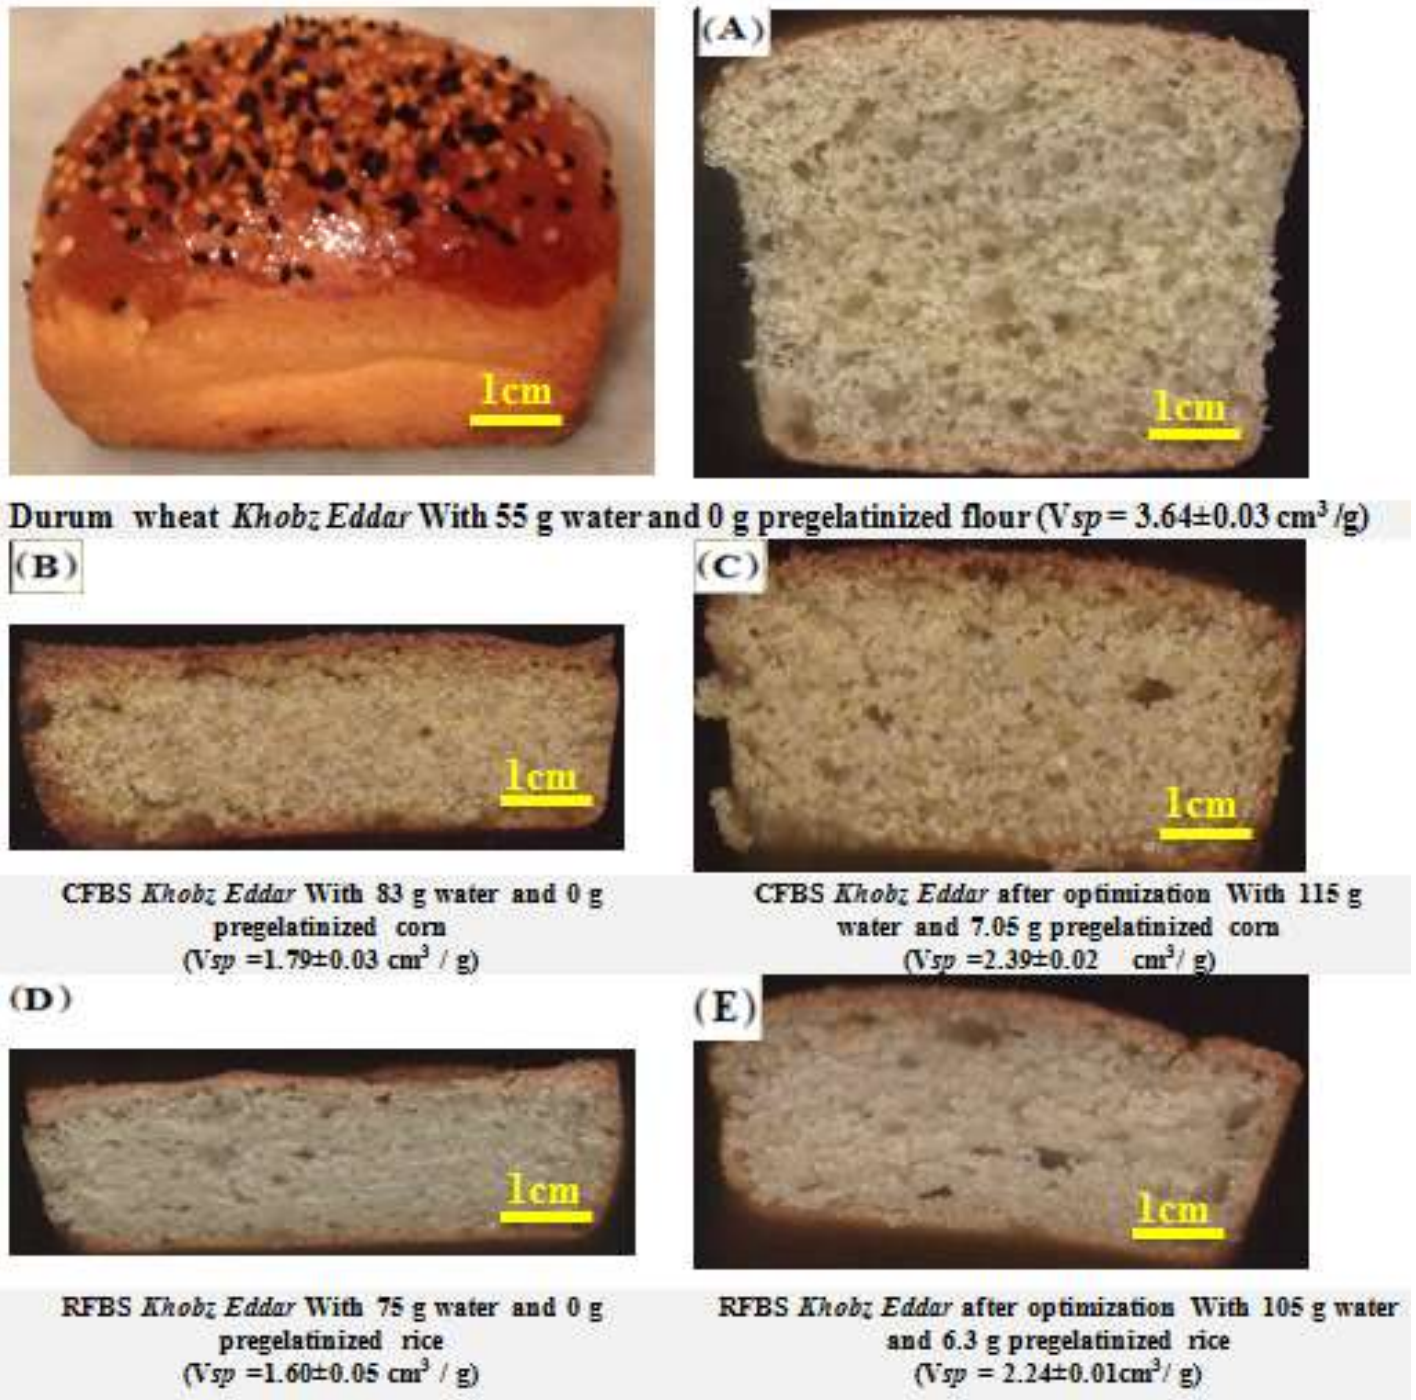 (A)
1cm
1cm
Durum wheat Khobz Eddar With 55 g water and 0 g pregelatinized flour (Vsp = 3.64±0.03 cm³ /g)
(B)
(C)
1cm
1cm
CFBS Khobz Eddar With 83 g water and 0 g
pregelatinized corn
(Vsp =1.79±0.03 cm³ / g)
CFBS Khobz Eddar after optimization With 115 g
water and 7.05 g pregelatinized corn
(Vsp =2.39±0.02 cm³/ g)
(D)
(E)
1cm
1cm
RFBS Khobz Eddar With 75 g water and 0 g
pregelatinized rice
(Vsp =1.60±0.05 cm³ / g)
RFBS Khobz Eddar after optimization With 105 g water
and 6.3 g pregelatinized rice
(Vsp = 2.24±0.01cm³/ g)